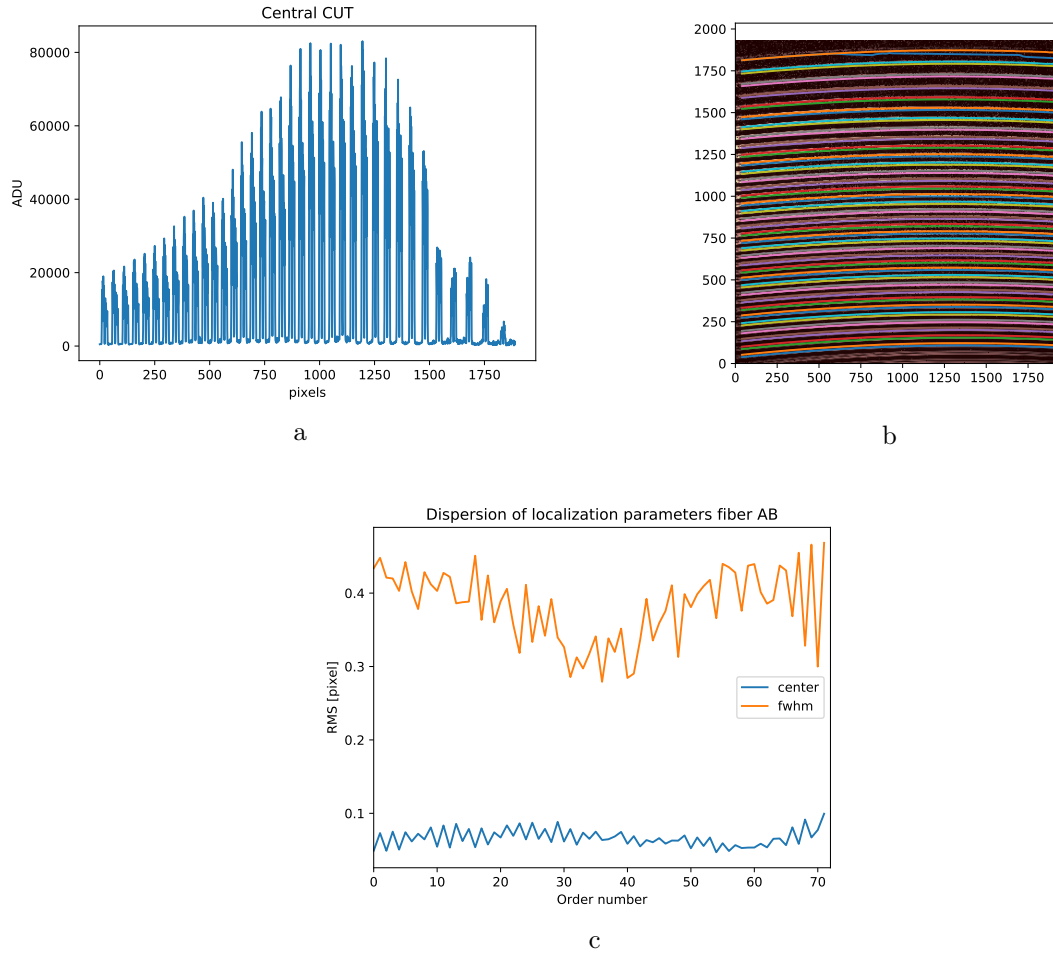 Central CUT
80000
60000
40000
20000
0
ADU
0 250 500 750 1000 1250 1500 1750
pixels
a
2000
1750
1500
1250
1000
750
500
250
0
0 250 500 750 1000 1250 1500 1750
b
Dispersion of localization parameters fiber AB
0.4
0.3
0.2
0.1
RMS [pixel]
center
fwhm
0 10 20 30 40 50 60 70
Order number
c